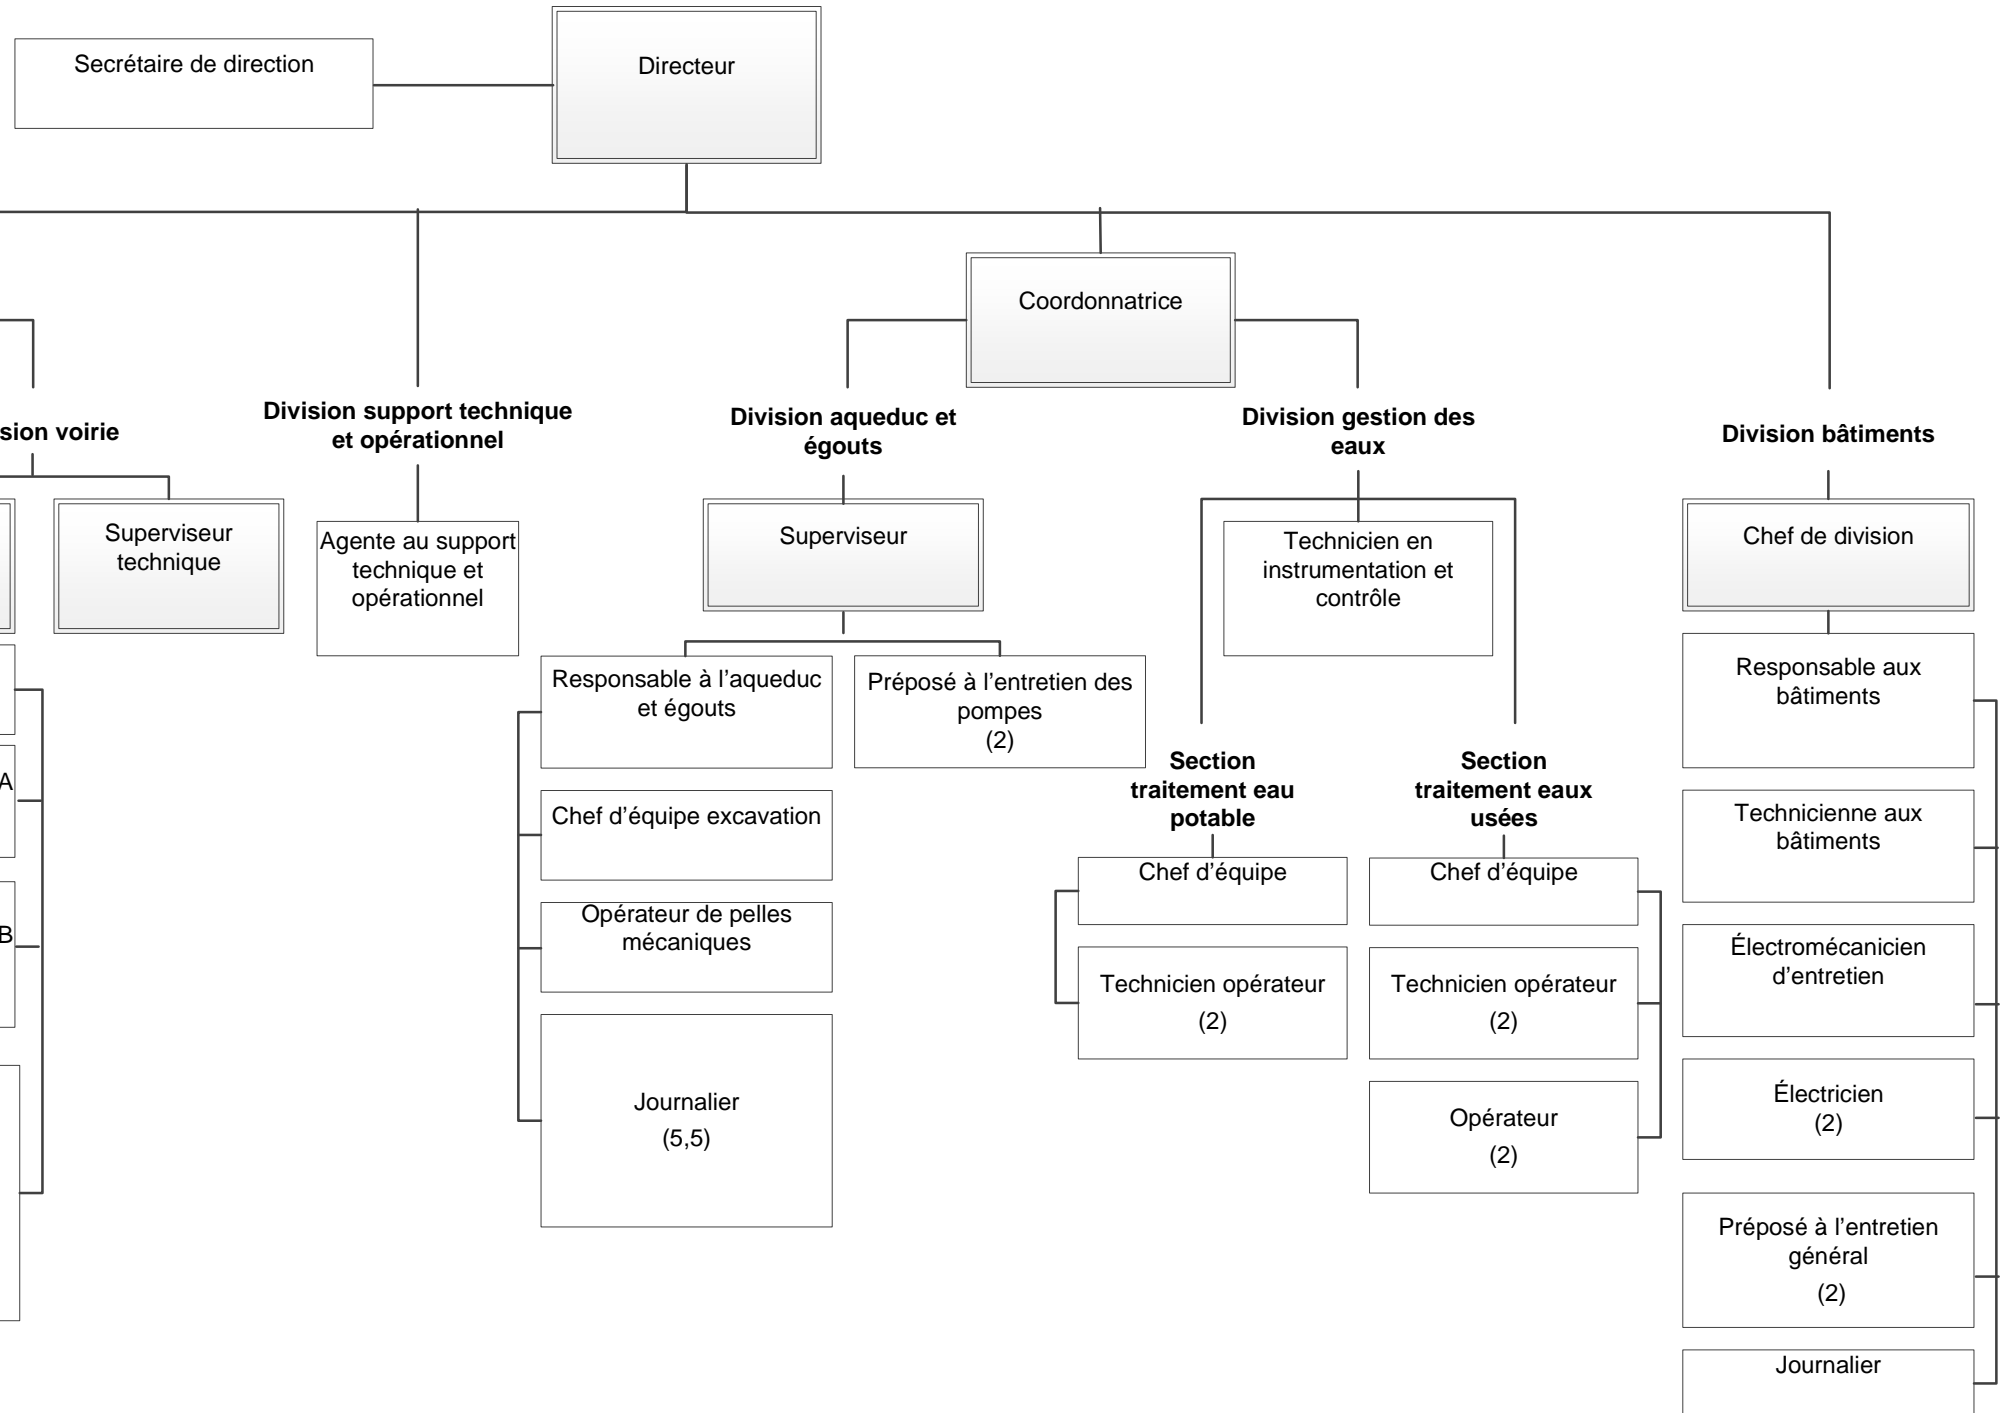 Secrétaire de direction
Directeur
Coordonnatrice
sion voirie
Division support technique
et opérationnel
Division aqueduc et
égouts
Division gestion des
eaux
Division bâtiments
Superviseur
technique
Agente au support
technique et
opérationnel
Superviseur
Technicien en
instrumentation et
contrôle
Chef de division
A
B
Responsable à l’aqueduc
et égouts
Préposé à l’entretien des
pompes
(2)
Chef d’équipe excavation
Opérateur de pelles
mécaniques
Journalier
(5,5)
Section
traitement eau
potable
Chef d’équipe
Technicien opérateur
(2)
Section
traitement eaux
usées
Chef d’équipe
Technicien opérateur
(2)
Opérateur
(2)
Responsable aux
bâtiments
Technicienne aux
bâtiments
Électromécanicien
d’entretien
Électricien
(2)
Préposé à l’entretien
général
(2)
Journalier